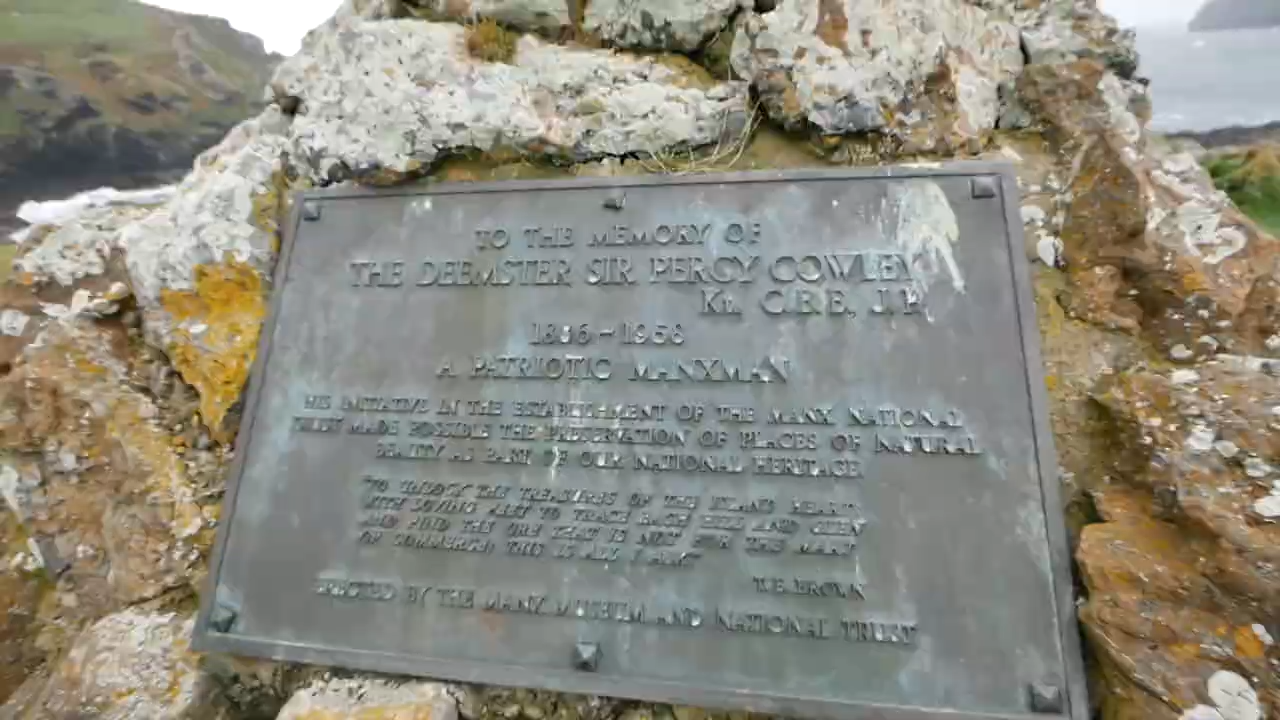 TO THE MEMORY OF
THE DEEMSTER SIR PERCY COWLEY
Kt. C.B.E, J.P.
1886 – 1958
A PATRIOTIC MANXMAN
HIS INITIATIVE IN THE ESTABLISHMENT OF THE MANX NATIONAL
TRUST MADE POSSIBLE THE PRESERVATION OF PLACES OF NATURAL
BEAUTY AS PART OF OUR NATIONAL HERITAGE
"TO UNLOCK THE TREASURES OF THE ISLAND HEART;
WITH LOVING FEET TO TRACE EACH HILL AND GLEN
AND FIND THE ORE THAT IS NOT FOR THE MART
OF COMMERCE: THIS IS ALL I ASK"
T.E. BROWN
ERECTED BY THE MANX MUSEUM AND NATIONAL TRUST